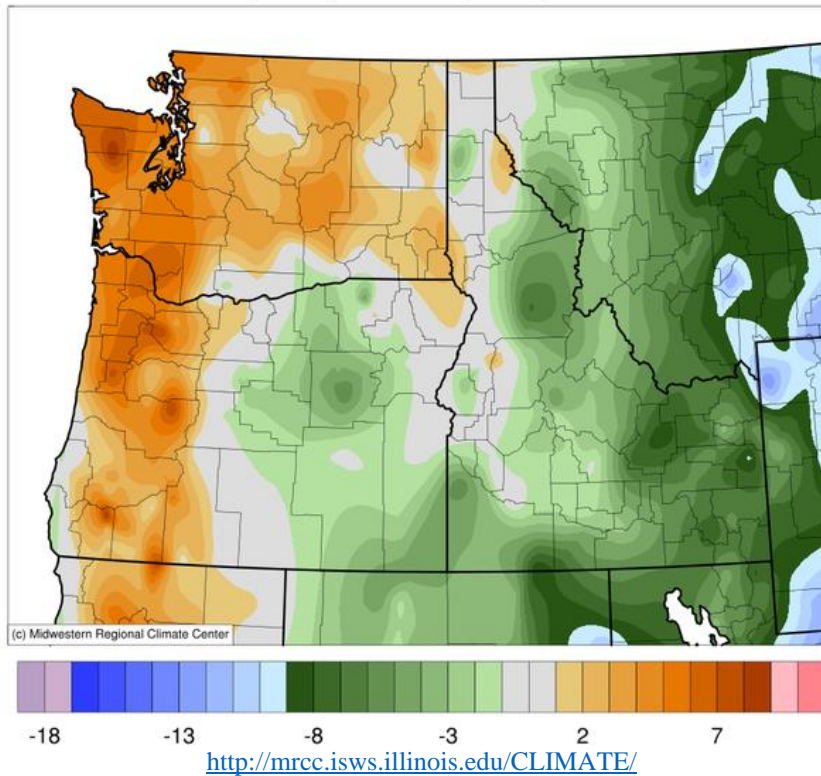 (c) Midwestern Regional Climate Center
-18 -13 -8 -3 2 7
http://mrcc.isws.illinois.edu/CLIMATE/